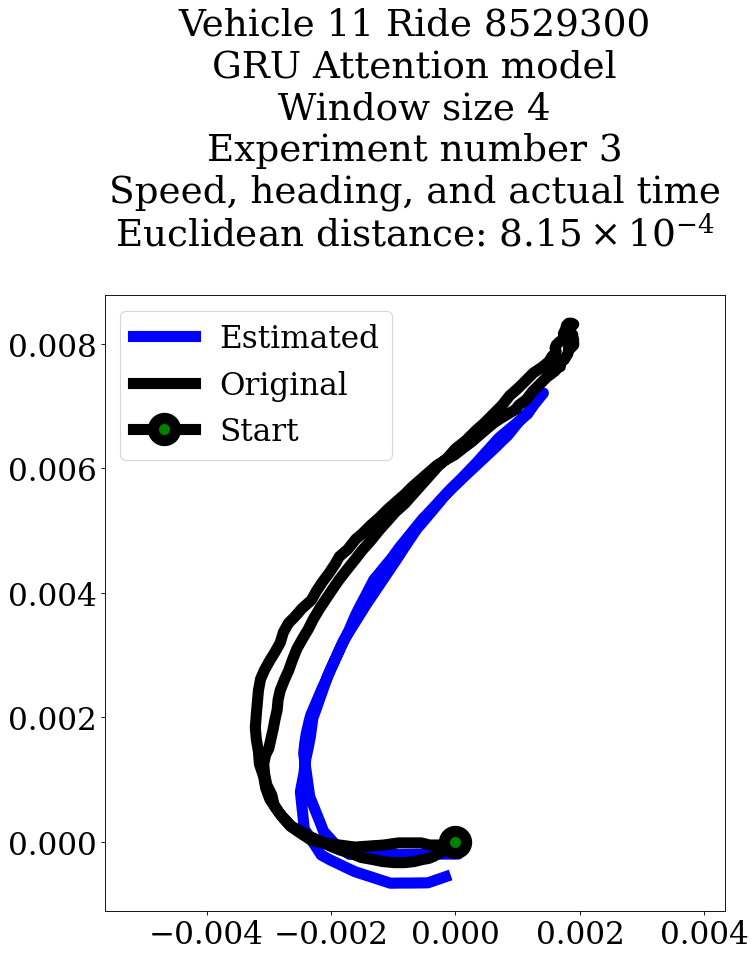 Vehicle 11 Ride 8529300
GRU Attention model
Window size 4
Experiment number 3
Speed, heading, and actual time
Euclidean distance: 8.15 × 10⁻⁴
Estimated
Original
Start
0.008
0.006
0.004
0.002
0.000
−0.004
−0.002
0.000
0.002
0.004